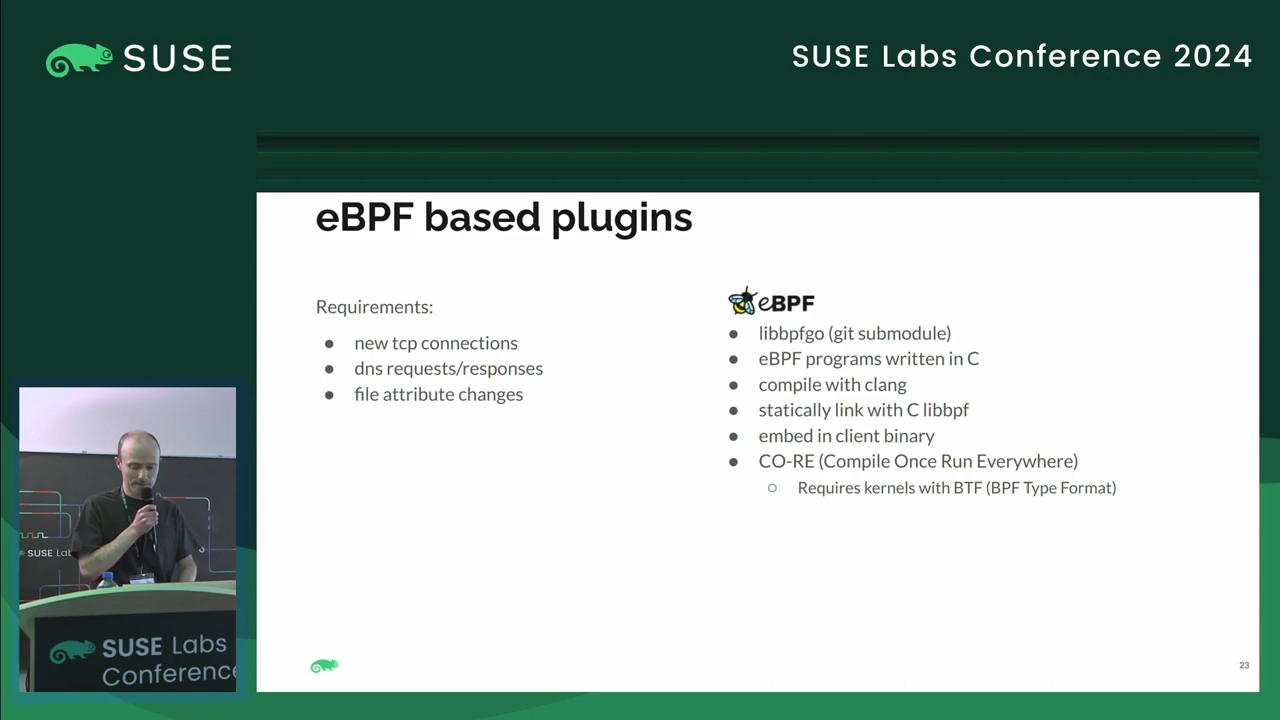 SUSE
SUSE Labs Conference 2024
eBPF based plugins
Requirements:
● new tcp connections
● dns requests/responses
● file attribute changes
eBPF
● libbpfgo (git submodule)
● eBPF programs written in C
● compile with clang
● statically link with C libbpf
● embed in client binary
● CO-RE (Compile Once Run Everywhere)
○ Requires kernels with BTF (BPF Type Format)
23
SUSE Lab
SUSE Labs
Conference